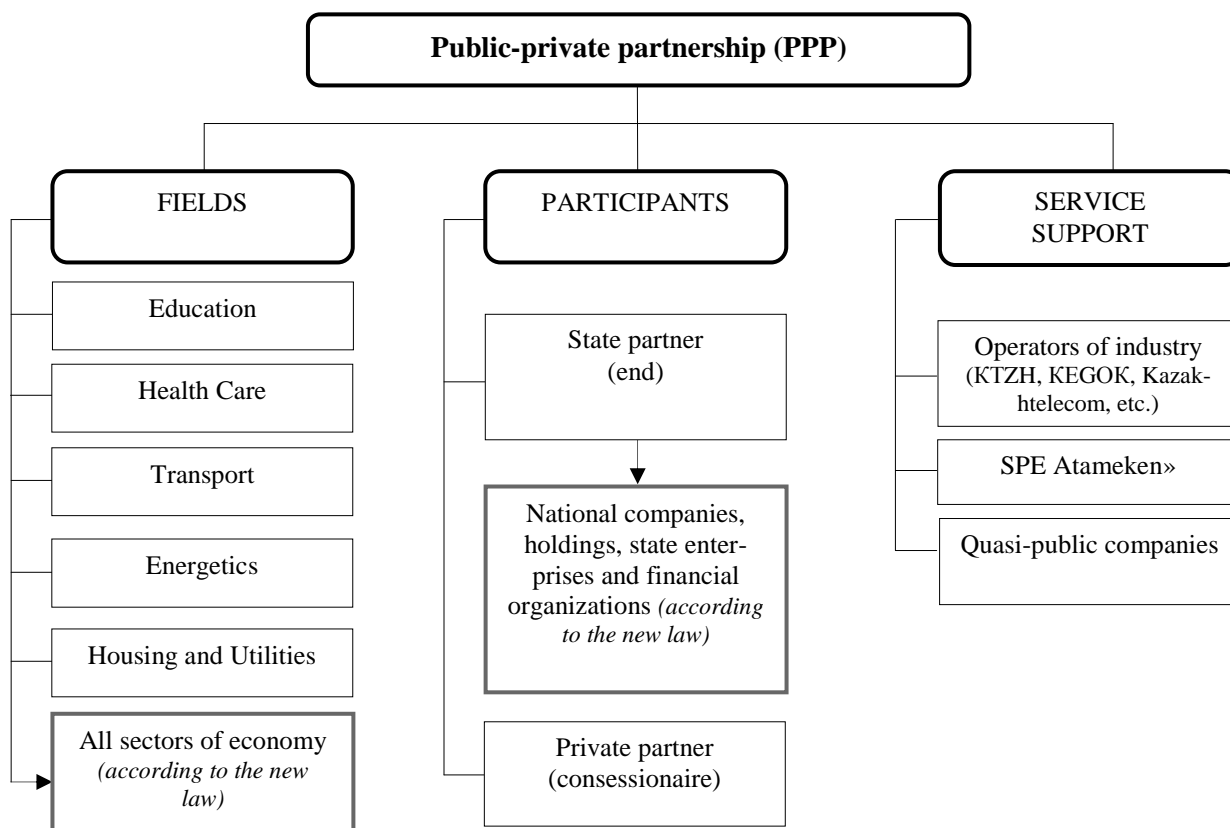 Public-private partnership (PPP)
FIELDS
Education
Health Care
Transport
Energetics
Housing and Utilities
All sectors of economy
(according to the new
law)
PARTICIPANTS
State partner
(end)
National companies,
holdings, state enter-
prises and financial
organizations (according
to the new law)
Private partner
(consessionaire)
SERVICE
SUPPORT
Operators of industry
(KTZH, KEGOK, Kazak-
htelecom, etc.)
SPE Atameken»
Quasi-public companies